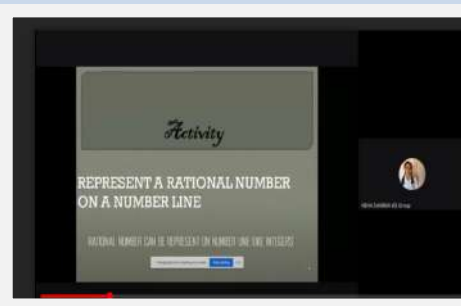 Activity
REPRESENT A RATIONAL NUMBER
ON A NUMBER LINE
RATIONAL NUMBER CAN BE REPRESENT ON NUMBER LINE LIKE INTEGERS